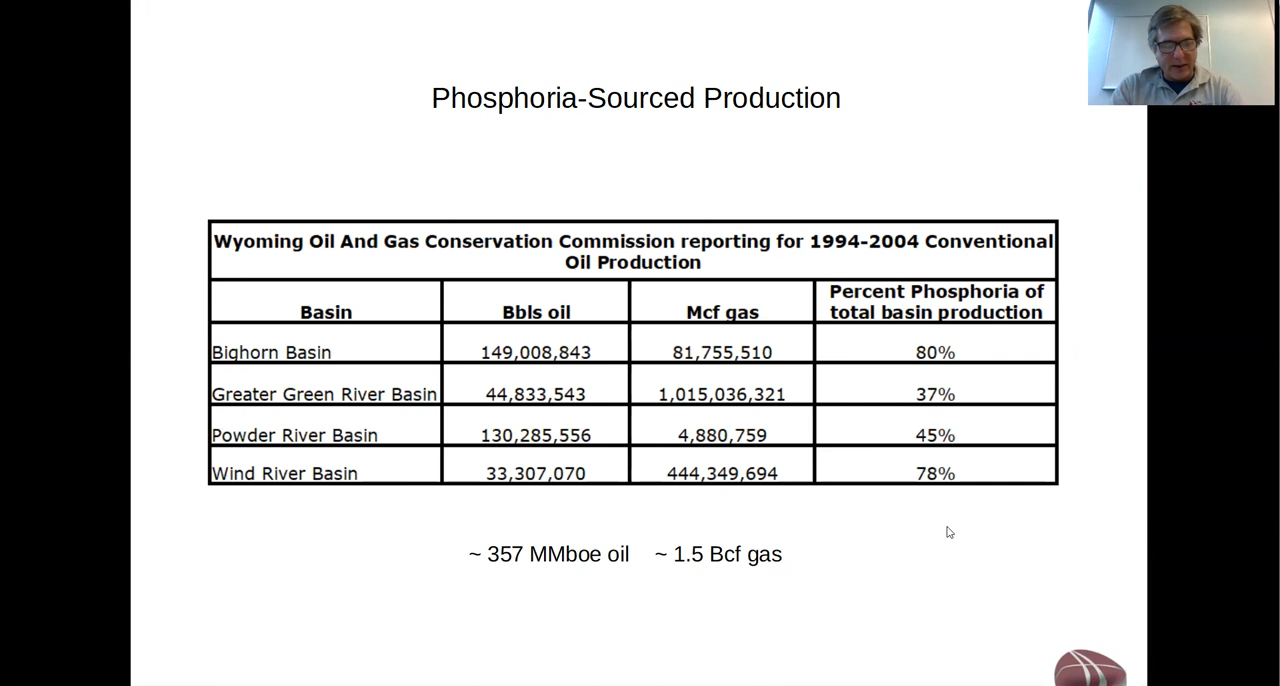 Phosphoria-Sourced Production
Wyoming Oil And Gas Conservation Commission reporting for 1994-2004 Conventional
Oil Production
Basin Bbls oil Mcf gas Percent Phosphoria of total basin production
Bighorn Basin 149,008,843 81,755,510 80%
Greater Green River Basin 44,833,543 1,015,036,321 37%
Powder River Basin 130,285,556 4,880,759 45%
Wind River Basin 33,307,070 444,349,694 78%
~ 357 MMboe oil ~ 1.5 Bcf gas